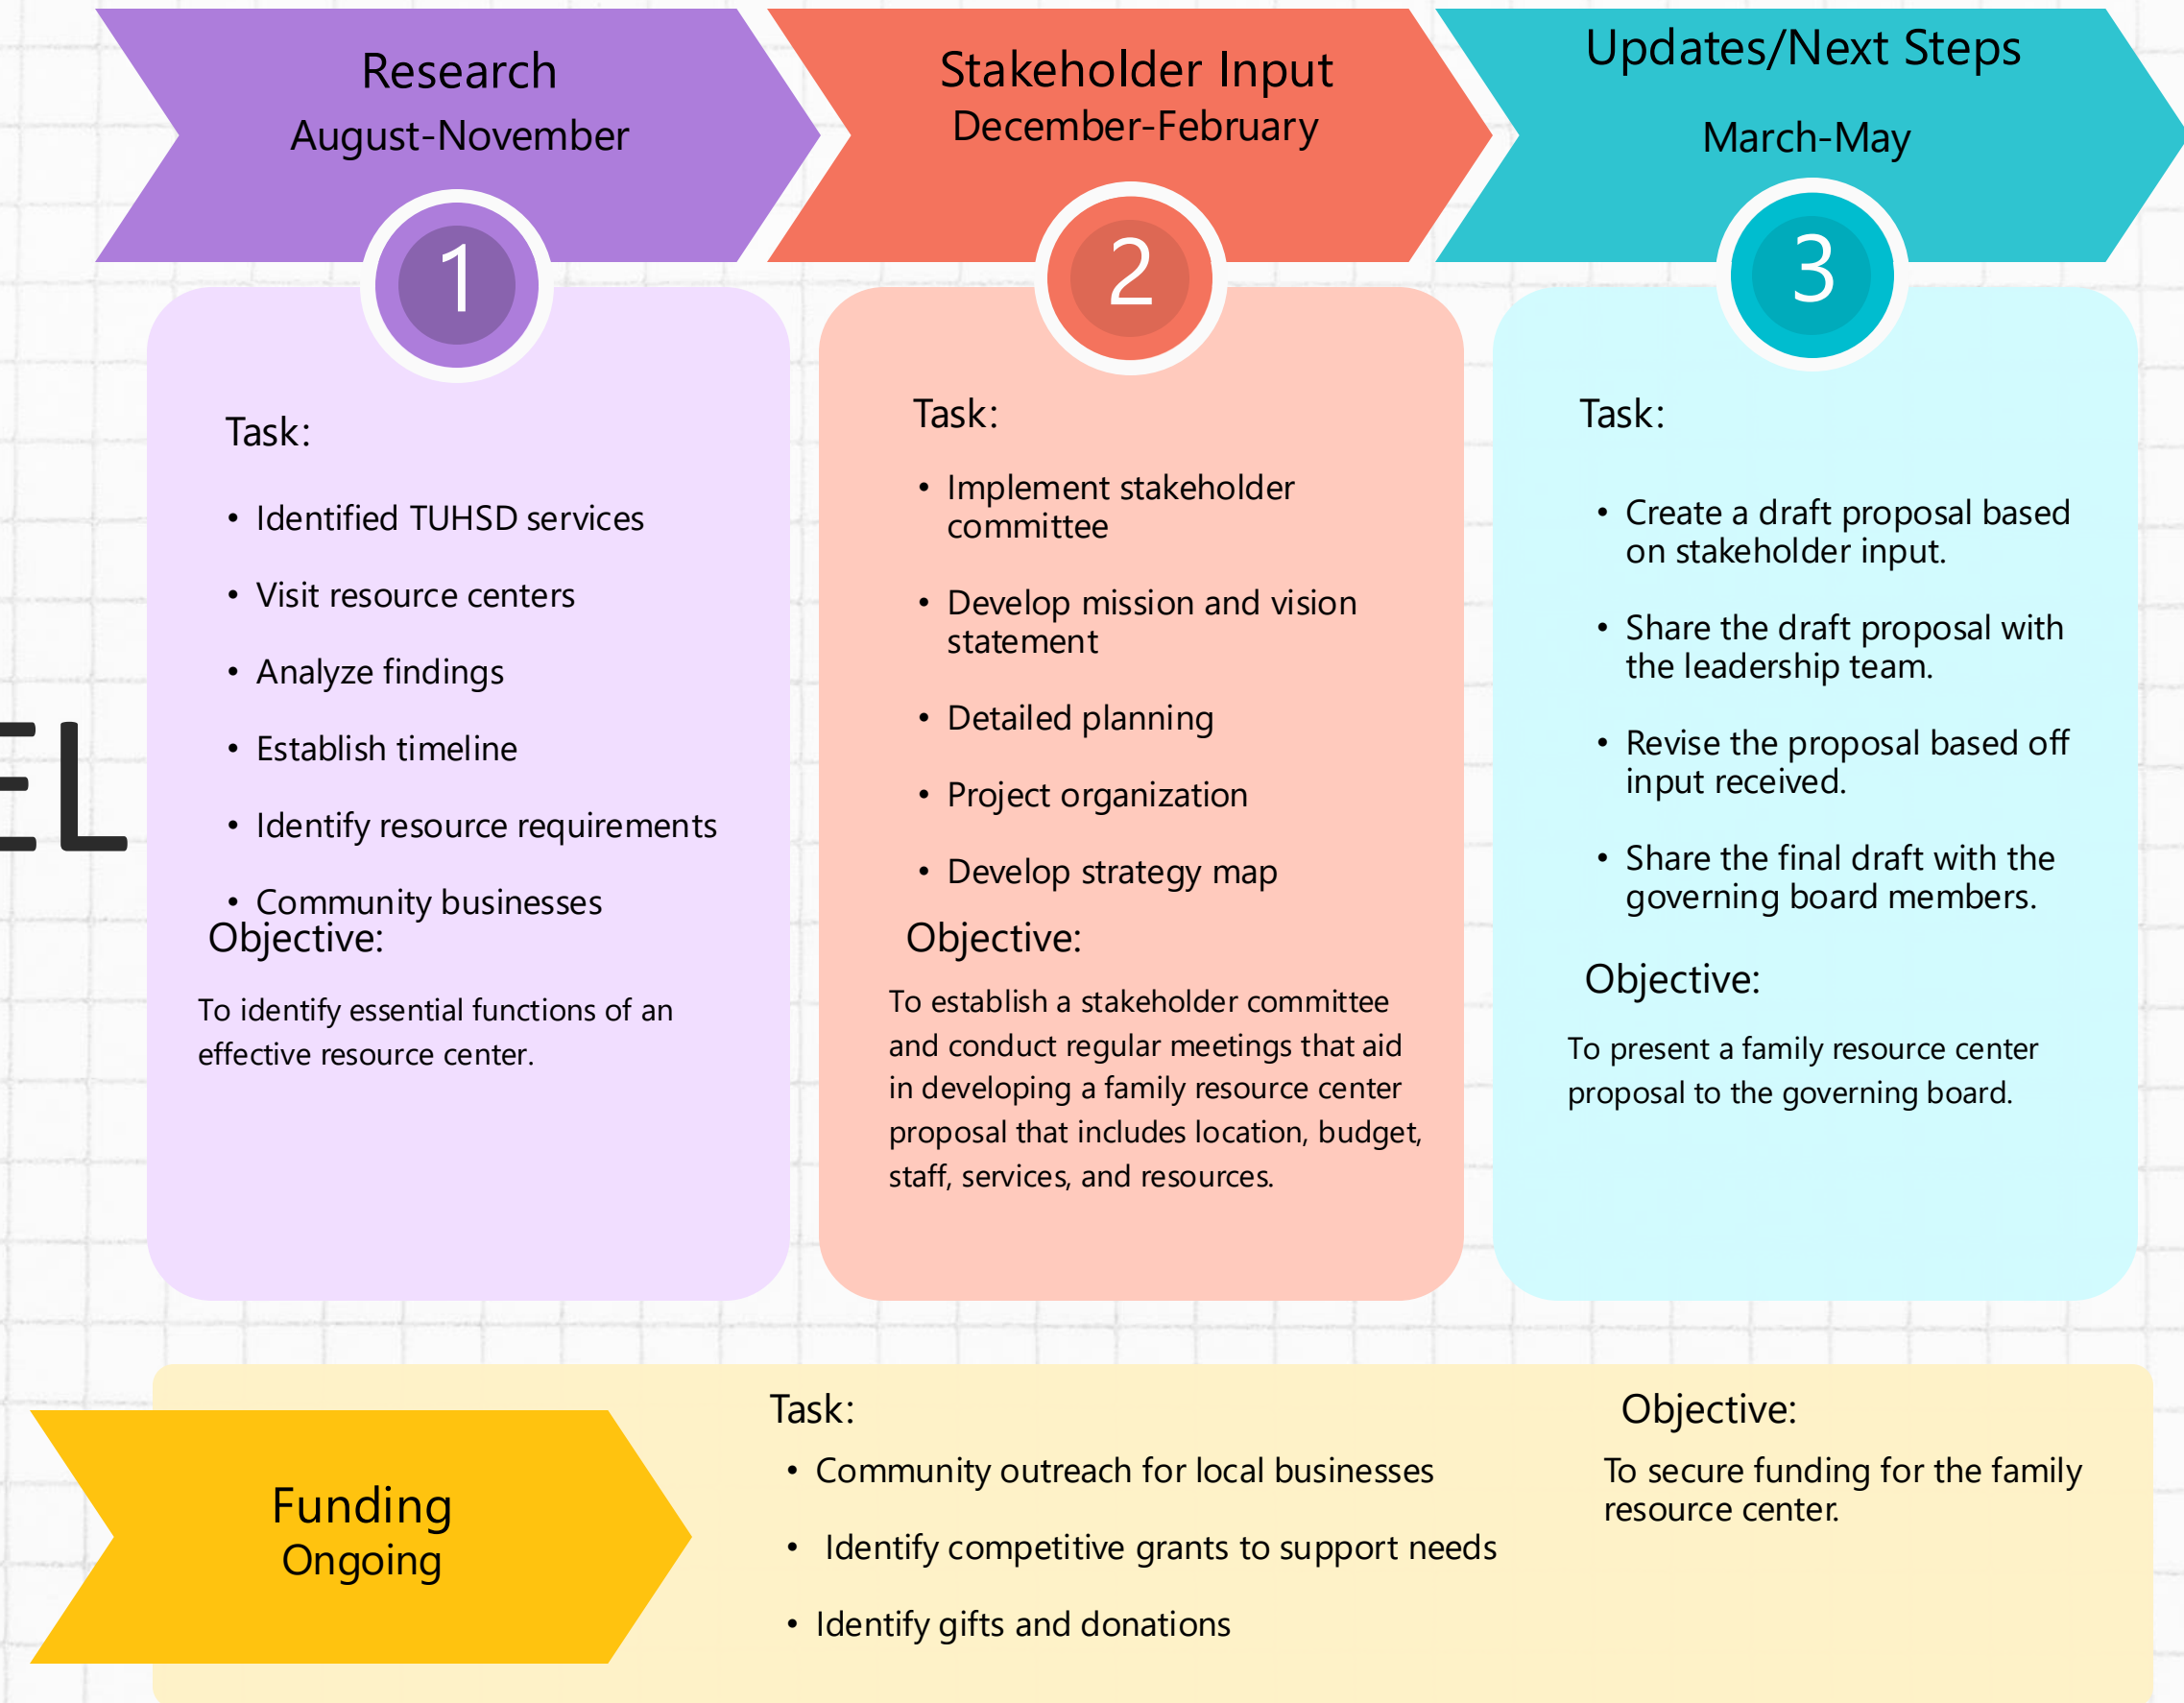 Research
August-November
1
Task:
• Identified TUHSD services
• Visit resource centers
• Analyze findings
• Establish timeline
• Identify resource requirements
• Community businesses
Objective:
To identify essential functions of an
effective resource center.
Stakeholder Input
December-February
2
Task:
• Implement stakeholder
committee
• Develop mission and vision
statement
• Detailed planning
• Project organization
• Develop strategy map
Objective:
To establish a stakeholder committee
and conduct regular meetings that aid
in developing a family resource center
proposal that includes location, budget,
staff, services, and resources.
Updates/Next Steps
March-May
3
Task:
• Create a draft proposal based
on stakeholder input.
• Share the draft proposal with
the leadership team.
• Revise the proposal based off
input received.
• Share the final draft with the
governing board members.
Objective:
To present a family resource center
proposal to the governing board.
EL
Funding
Ongoing
Task:
• Community outreach for local businesses
• Identify competitive grants to support needs
• Identify gifts and donations
Objective:
To secure funding for the family
resource center.